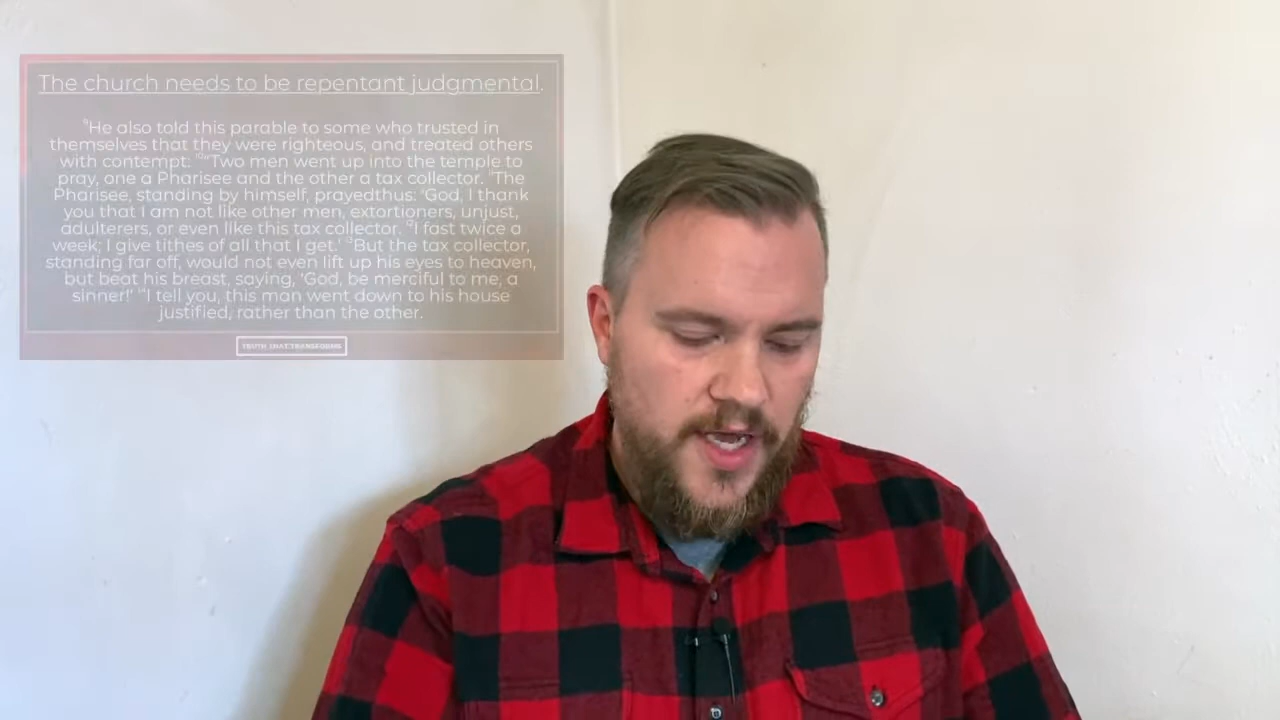 The church needs to be repentant judgmental.
⁹He also told this parable to some who trusted in
themselves that they were righteous, and treated others
with contempt: ¹⁰“Two men went up into the temple to
pray, one a Pharisee and the other a tax collector. ¹¹The
Pharisee, standing by himself, prayedthus: ‘God, I thank
you that I am not like other men, extortioners, unjust,
adulterers, or even like this tax collector. ¹²I fast twice a
week; I give tithes of all that I get.’ ¹³But the tax collector,
standing far off, would not even lift up his eyes to heaven,
but beat his breast, saying, ‘God, be merciful to me, a
sinner!’ ¹⁴I tell you, this man went down to his house
justified, rather than the other.
TRUTH THAT TRANSFORMS